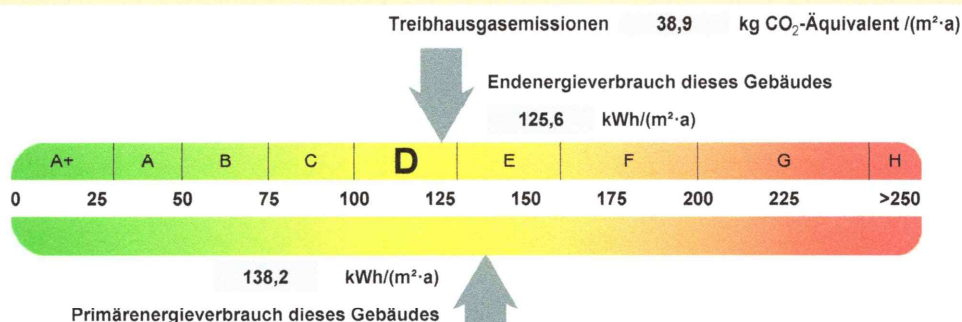 Treibhausgasemissionen 38,9 kg CO₂-Äquivalent /(m²·a)
Endenergieverbrauch dieses Gebäudes
125,6 kWh/(m²·a)
A+ A B C D E F G H
0 25 50 75 100 125 150 175 200 225 >250
138,2 kWh/(m²·a)
Primärenergieverbrauch dieses Gebäudes